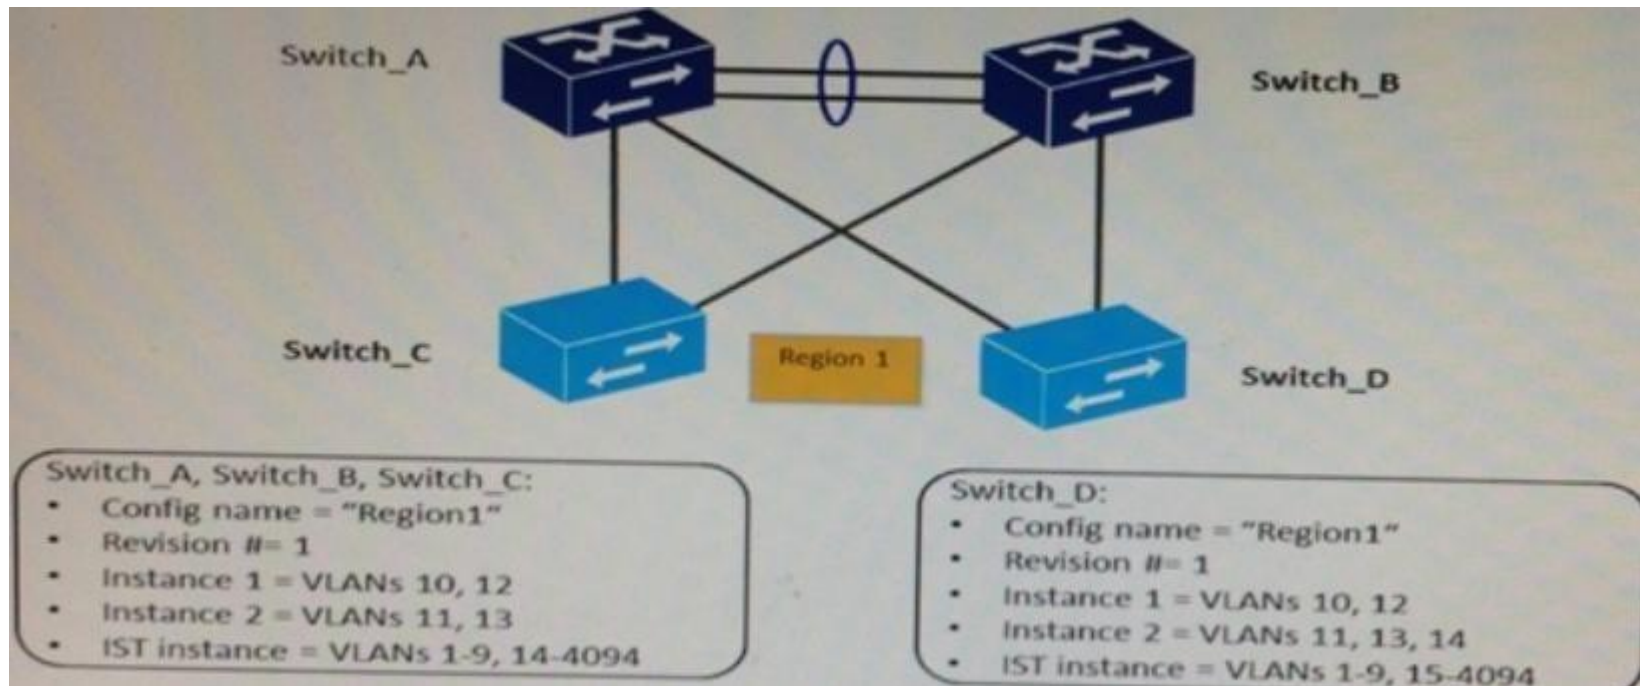 Switch_A
Switch_B
Switch_C
Region 1
Switch_D
Switch_A, Switch_B, Switch_C:
• Config name = "Region1"
• Revision #= 1
• Instance 1 = VLANs 10, 12
• Instance 2 = VLANs 11, 13
• IST instance = VLANs 1-9, 14-4094
Switch_D:
• Config name = "Region1"
• Revision #= 1
• Instance 1 = VLANs 10, 12
• Instance 2 = VLANs 11, 13, 14
• IST instance = VLANs 1-9, 15-4094